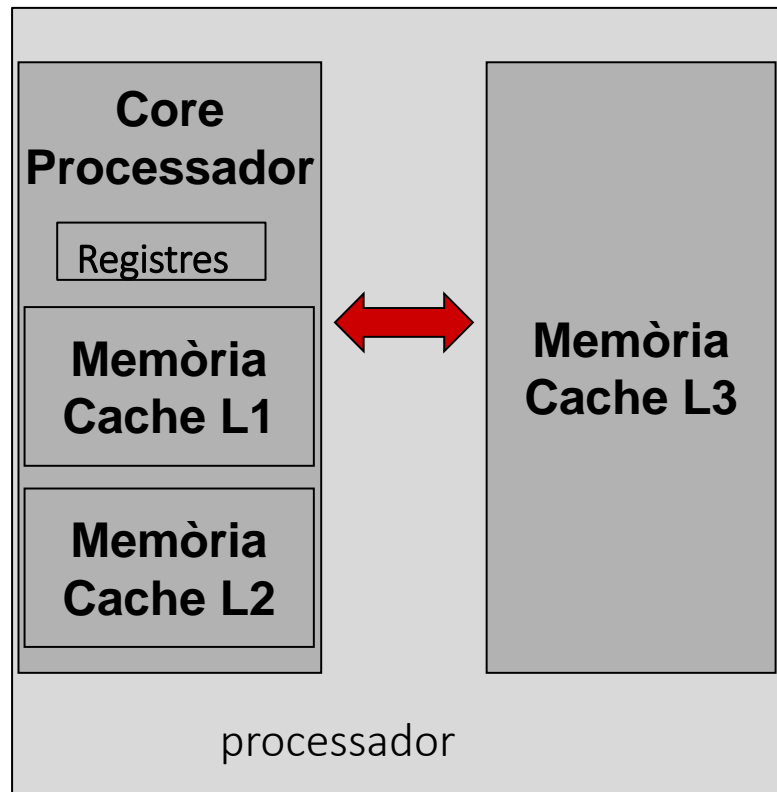 Core
Processador
Registres
Memòria
Cache L1
Memòria
Cache L2
Memòria
Cache L3
processador